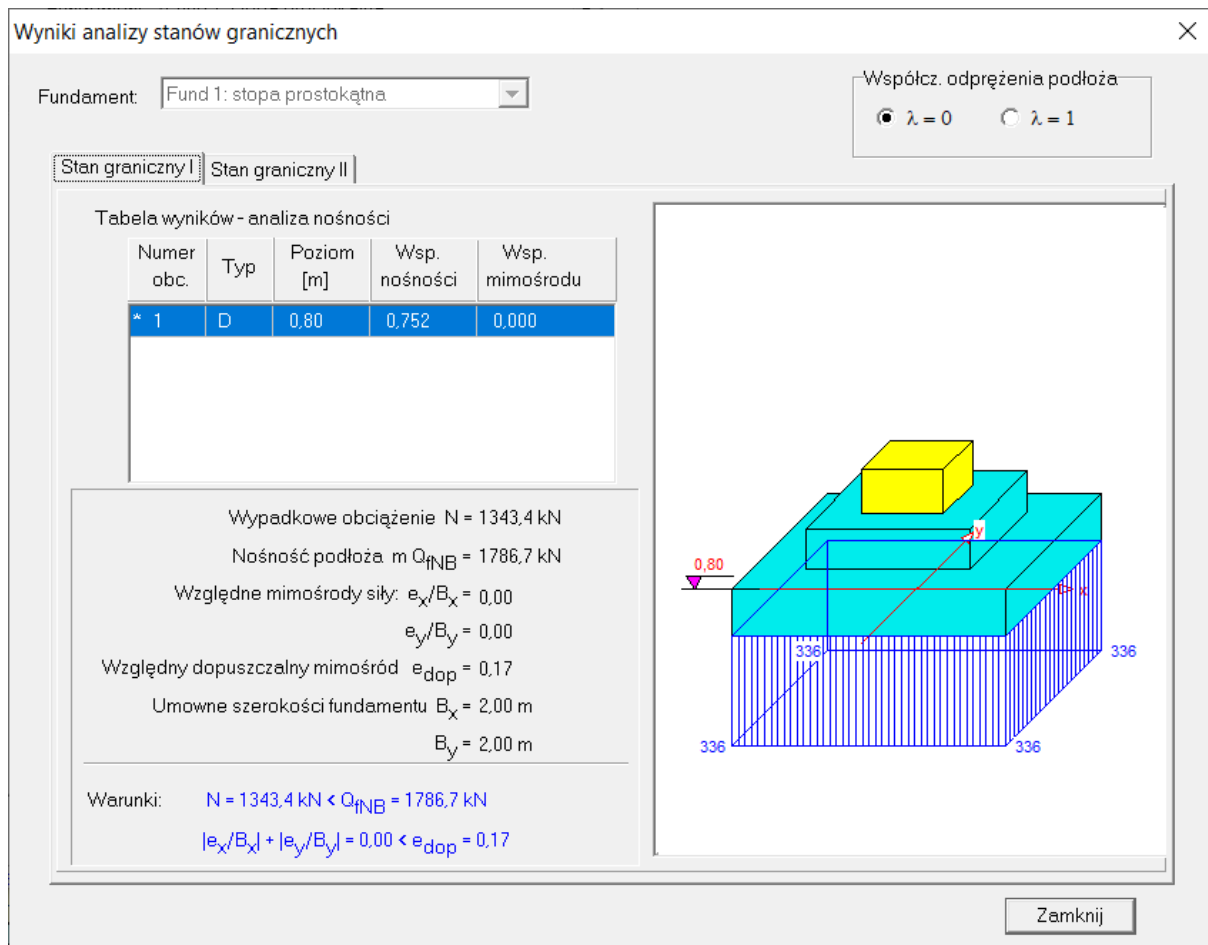 Wyniki analizy stanów granicznych
Fundament: Fund 1: stopa prostokątna
Współcz. odprężenia podłoża
λ = 0 λ = 1
Stan graniczny I Stan graniczny II
Tabela wyników - analiza nośności
Numer obc. Typ Poziom [m] Wsp. nośności Wsp. mimośrodu
* 1 D 0,80 0,752 0,000
Wypadkowe obciążenie N = 1343,4 kN
Nośność podłoża m QfNB = 1786,7 kN
Względne mimośrody siły: ex/Bx = 0,00
ey/By = 0,00
Względny dopuszczalny mimośród edop = 0,17
Umowne szerokości fundamentu Bx = 2,00 m
By = 2,00 m
Warunki: N = 1343,4 kN < QfNB = 1786,7 kN
|ex/Bx| + |ey/By| = 0,00 < edop = 0,17
y
0,80
x
336
336
336
336
Zamknij